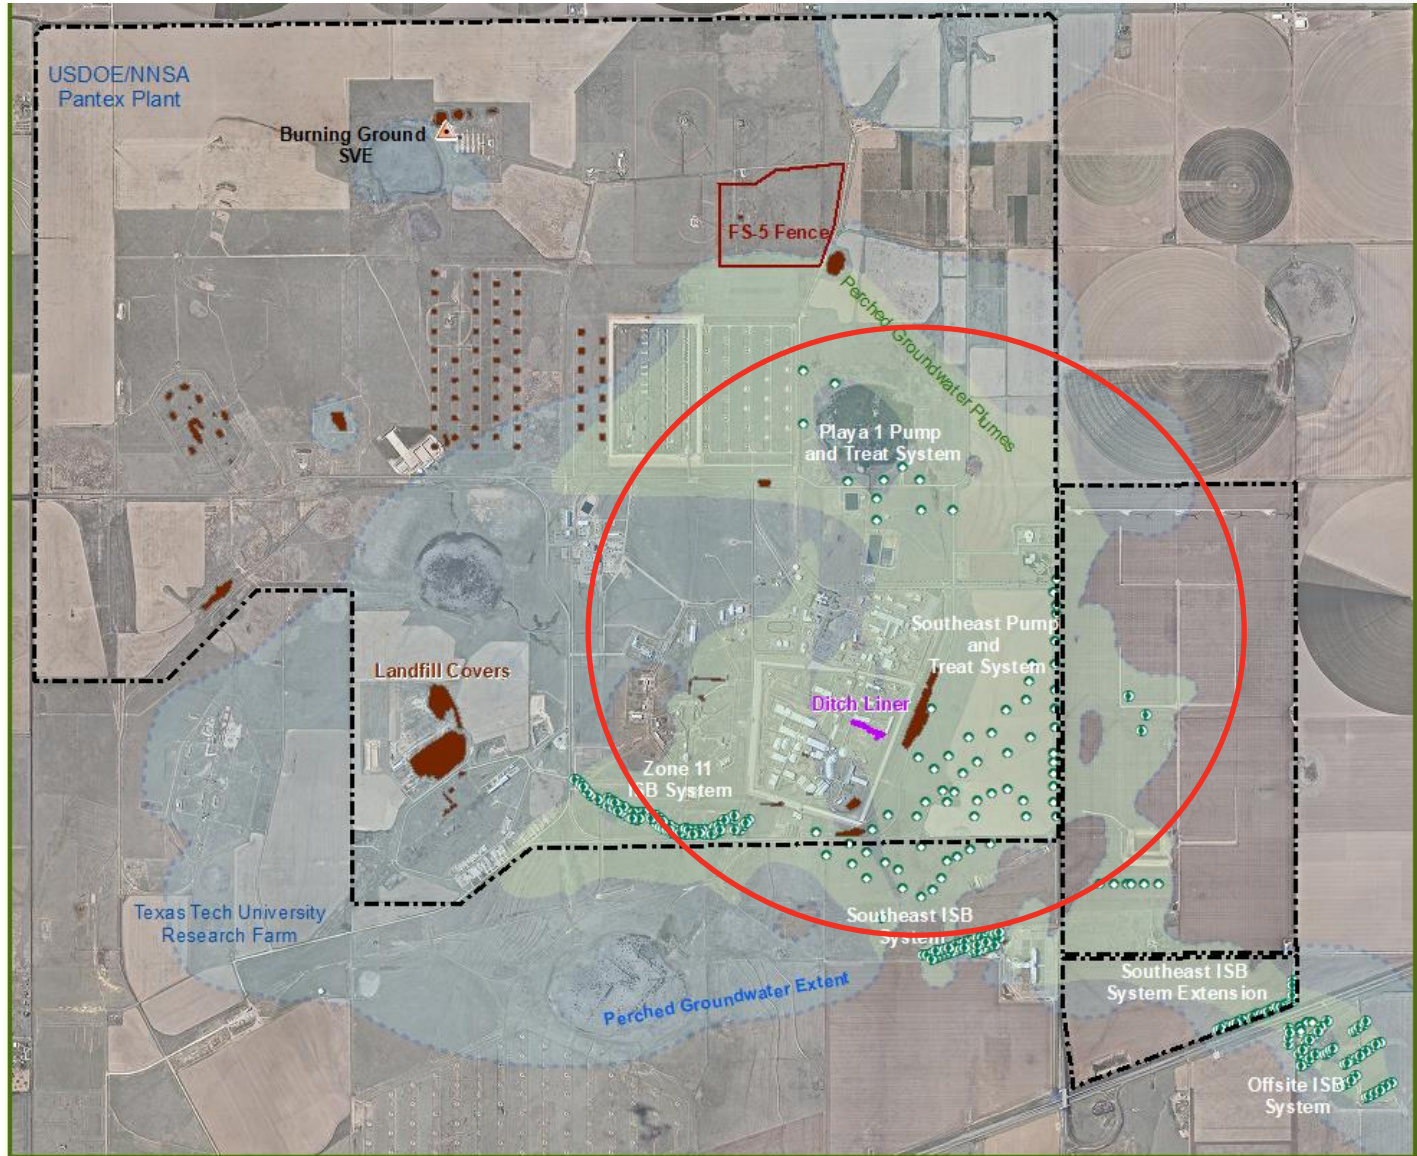 USDOE/NNSA
Pantex Plant
Burning Ground
SVE
FS-5 Fence
Perched Groundwater Plumes
Playa 1 Pump
and Treat System
Southeast Pump
and
Treat System
Landfill Covers
Ditch Liner
Zone 11
ISB System
Texas Tech University
Research Farm
Southeast ISB
System
Perched Groundwater Extent
Southeast ISB
System Extension
Offsite ISB
System